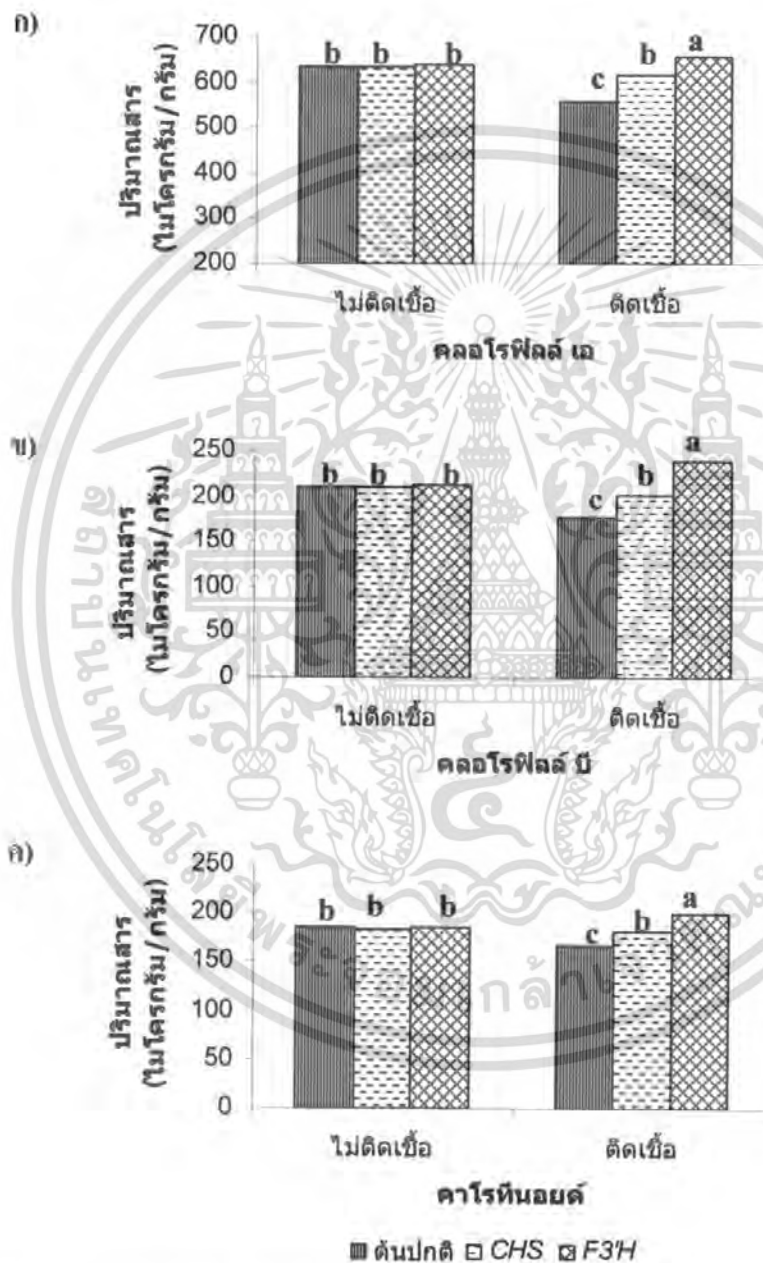 ก)
700
600
500
400
300
200
ปริมาณสาร
(ไมโครกรัม/กรัม)
b b b
c b a
ไม่ติดเชื้อ ติดเชื้อ
คลอโรฟิลล์ เอ
ข)
250
200
150
100
50
0
ปริมาณสาร
(ไมโครกรัม/กรัม)
b b b
c b a
ไม่ติดเชื้อ ติดเชื้อ
คลอโรฟิลล์ บี
ค)
250
200
150
100
50
0
ปริมาณสาร
(ไมโครกรัม/กรัม)
b b b
c b a
ไม่ติดเชื้อ ติดเชื้อ
คาโรทีนอยด์
ต้นปกติ CHS F3'H